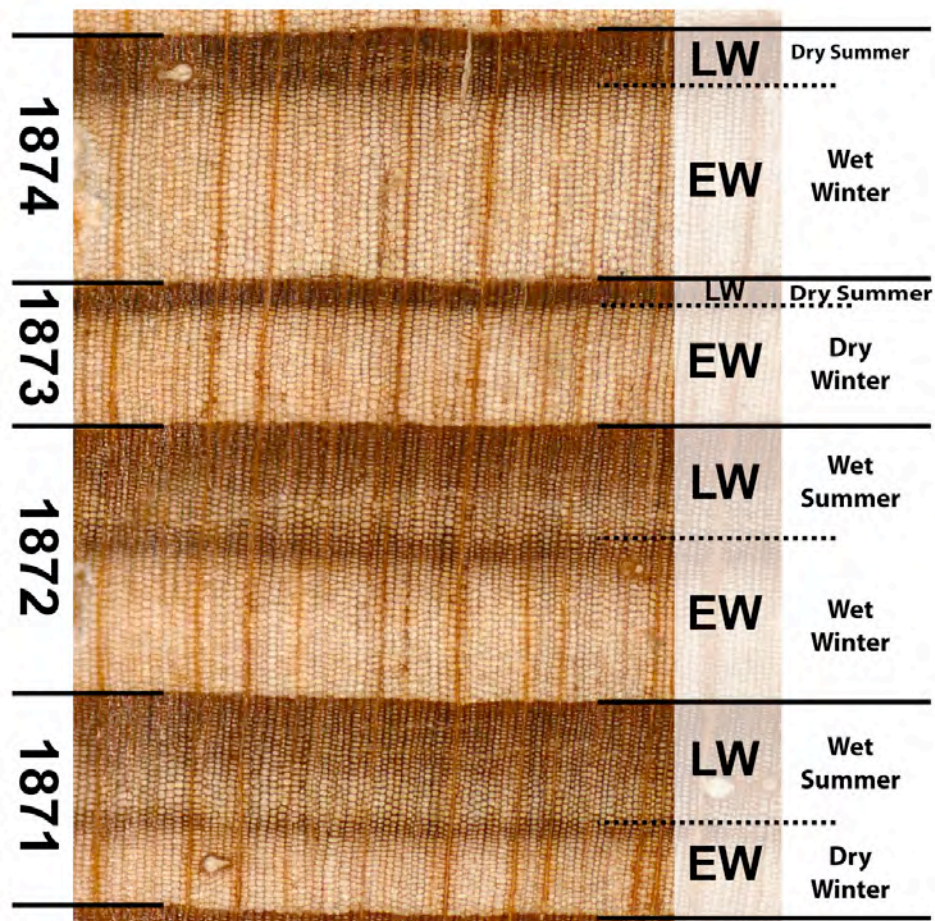 1874
LW
Dry Summer
EW
Wet
Winter
1873
LW
Dry Summer
EW
Dry
Winter
1872
LW
Wet
Summer
EW
Wet
Winter
1871
LW
Wet
Summer
EW
Dry
Winter